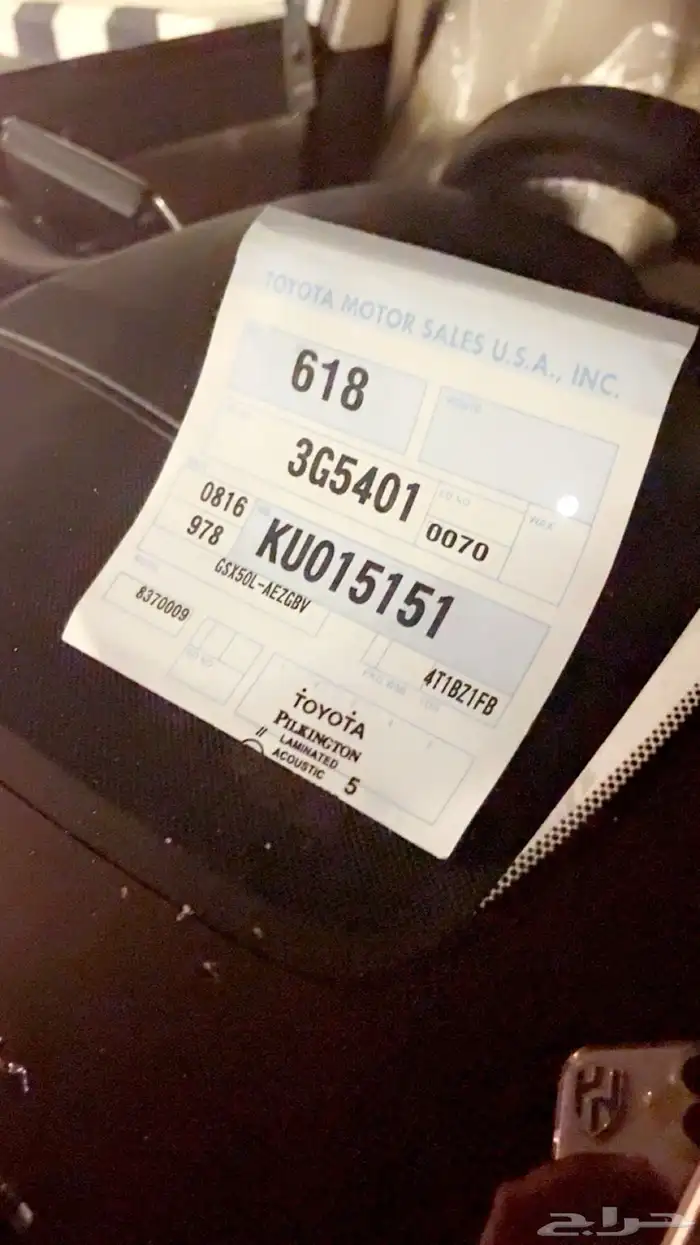 TOYOTA MOTOR SALES U.S.A., INC.
618
3G5401
0070
0816
978
KU015151
GSX50L-AEZGBV
8370009
4T1BZ1FB
TOYOTA
PILKINGTON
// LAMINATED
ACOUSTIC 5
حراج